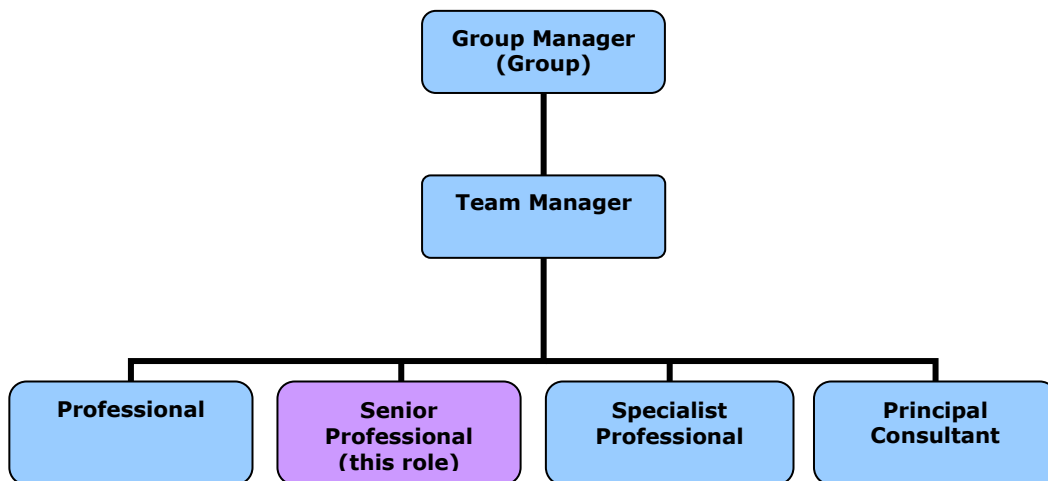 Group Manager
(Group)
Team Manager
Professional
Senior
Professional
(this role)
Specialist
Professional
Principal
Consultant